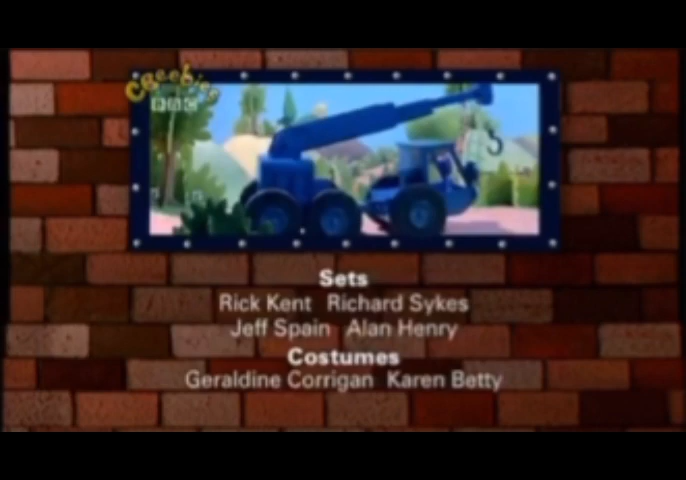 CBeebies
BBC
Sets
Rick Kent Richard Sykes
Jeff Spain Alan Henry
Costumes
Geraldine Corrigan Karen Betty